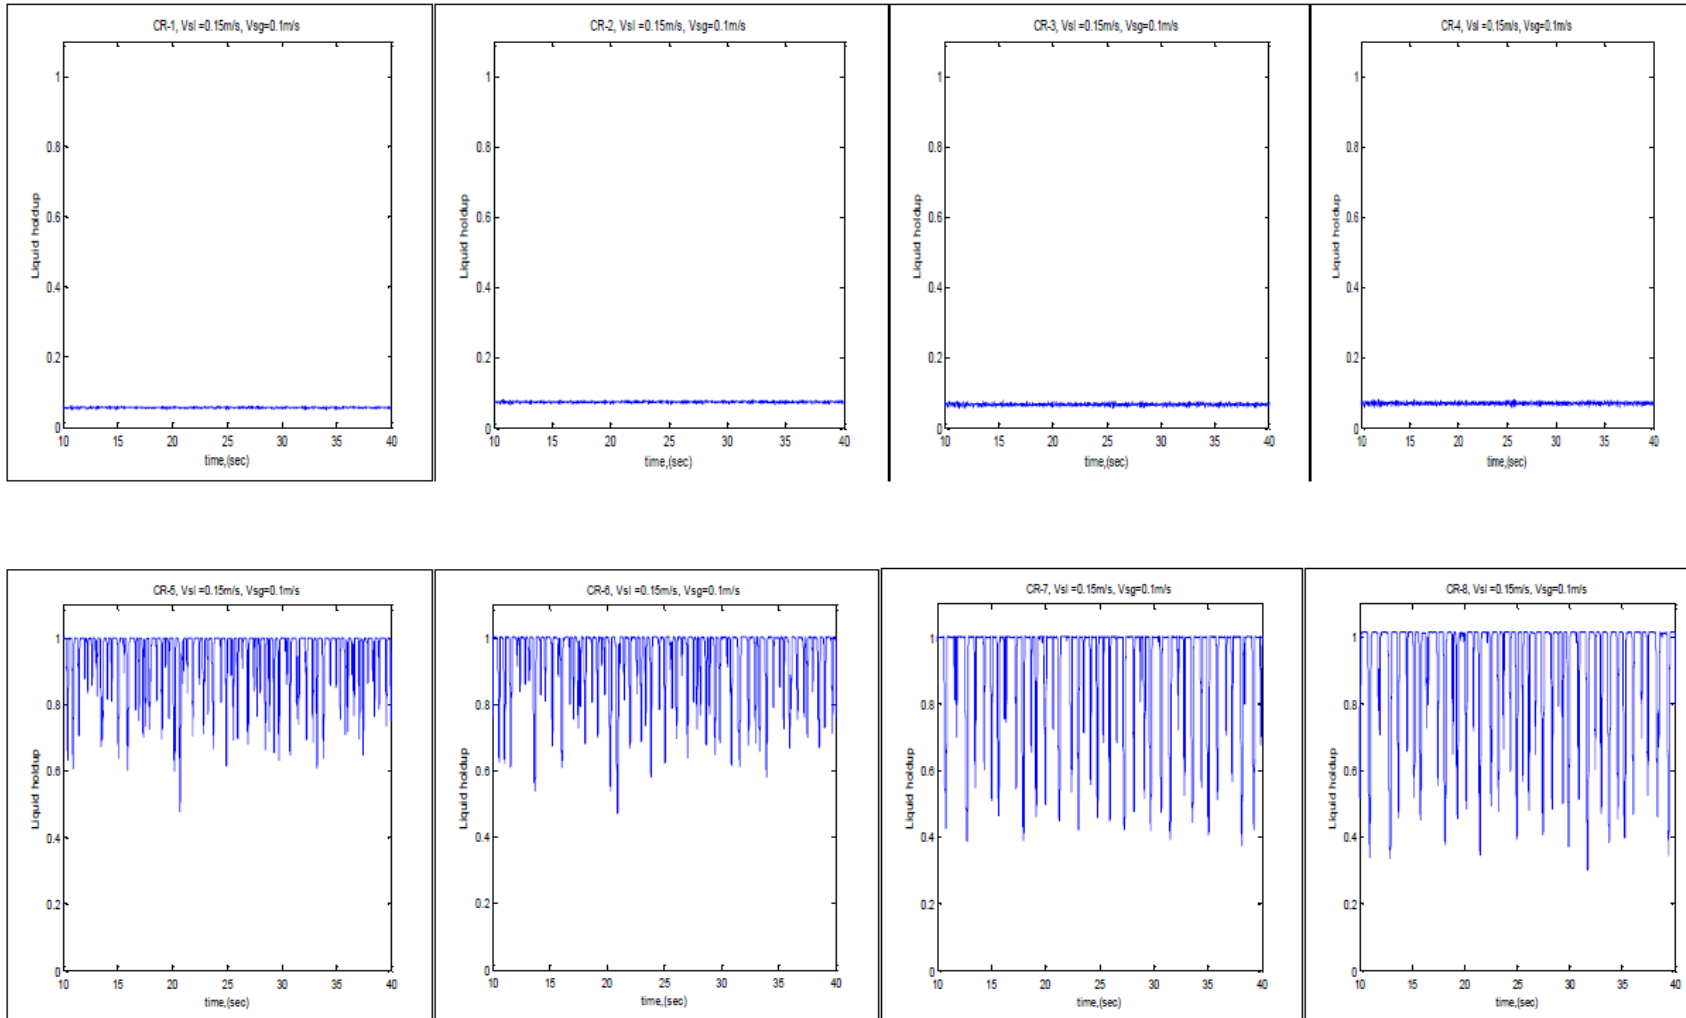 CR-1, Vsl =0.15m/s, Vsg=0.1m/s
1
0.8
0.6
0.4
0.2
0
Liquid holdup
10 15 20 25 30 35 40
time,(sec)
CR-2, Vsl =0.15m/s, Vsg=0.1m/s
1
0.8
0.6
0.4
0.2
0
Liquid holdup
10 15 20 25 30 35 40
time,(sec)
CR-3, Vsl =0.15m/s, Vsg=0.1m/s
1
0.8
0.6
0.4
0.2
0
Liquid holdup
10 15 20 25 30 35 40
time,(sec)
CR-4, Vsl =0.15m/s, Vsg=0.1m/s
1
0.8
0.6
0.4
0.2
0
Liquid holdup
10 15 20 25 30 35 40
time,(sec)
CR-5, Vsl =0.15m/s, Vsg=0.1m/s
1
0.8
0.6
0.4
0.2
0
Liquid holdup
10 15 20 25 30 35 40
time,(sec)
CR-6, Vsl =0.15m/s, Vsg=0.1m/s
1
0.8
0.6
0.4
0.2
0
Liquid holdup
10 15 20 25 30 35 40
time,(sec)
CR-7, Vsl =0.15m/s, Vsg=0.1m/s
1
0.8
0.6
0.4
0.2
0
Liquid holdup
10 15 20 25 30 35 40
time,(sec)
CR-8, Vsl =0.15m/s, Vsg=0.1m/s
1
0.8
0.6
0.4
0.2
0
Liquid holdup
10 15 20 25 30 35 40
time,(sec)